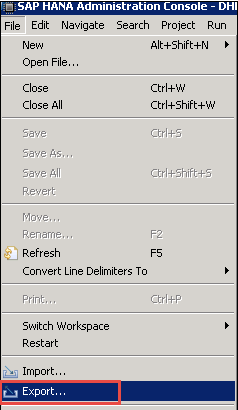 SAP HANA Administration Console - DHI
File Edit Navigate Search Project Run
New Alt+Shift+N
Open File...
Close Ctrl+W
Close All Ctrl+Shift+W
Save Ctrl+S
Save As...
Save All Ctrl+Shift+S
Revert
Move...
Rename... F2
Refresh F5
Convert Line Delimiters To
Print... Ctrl+P
Switch Workspace
Restart
Import...
Export...